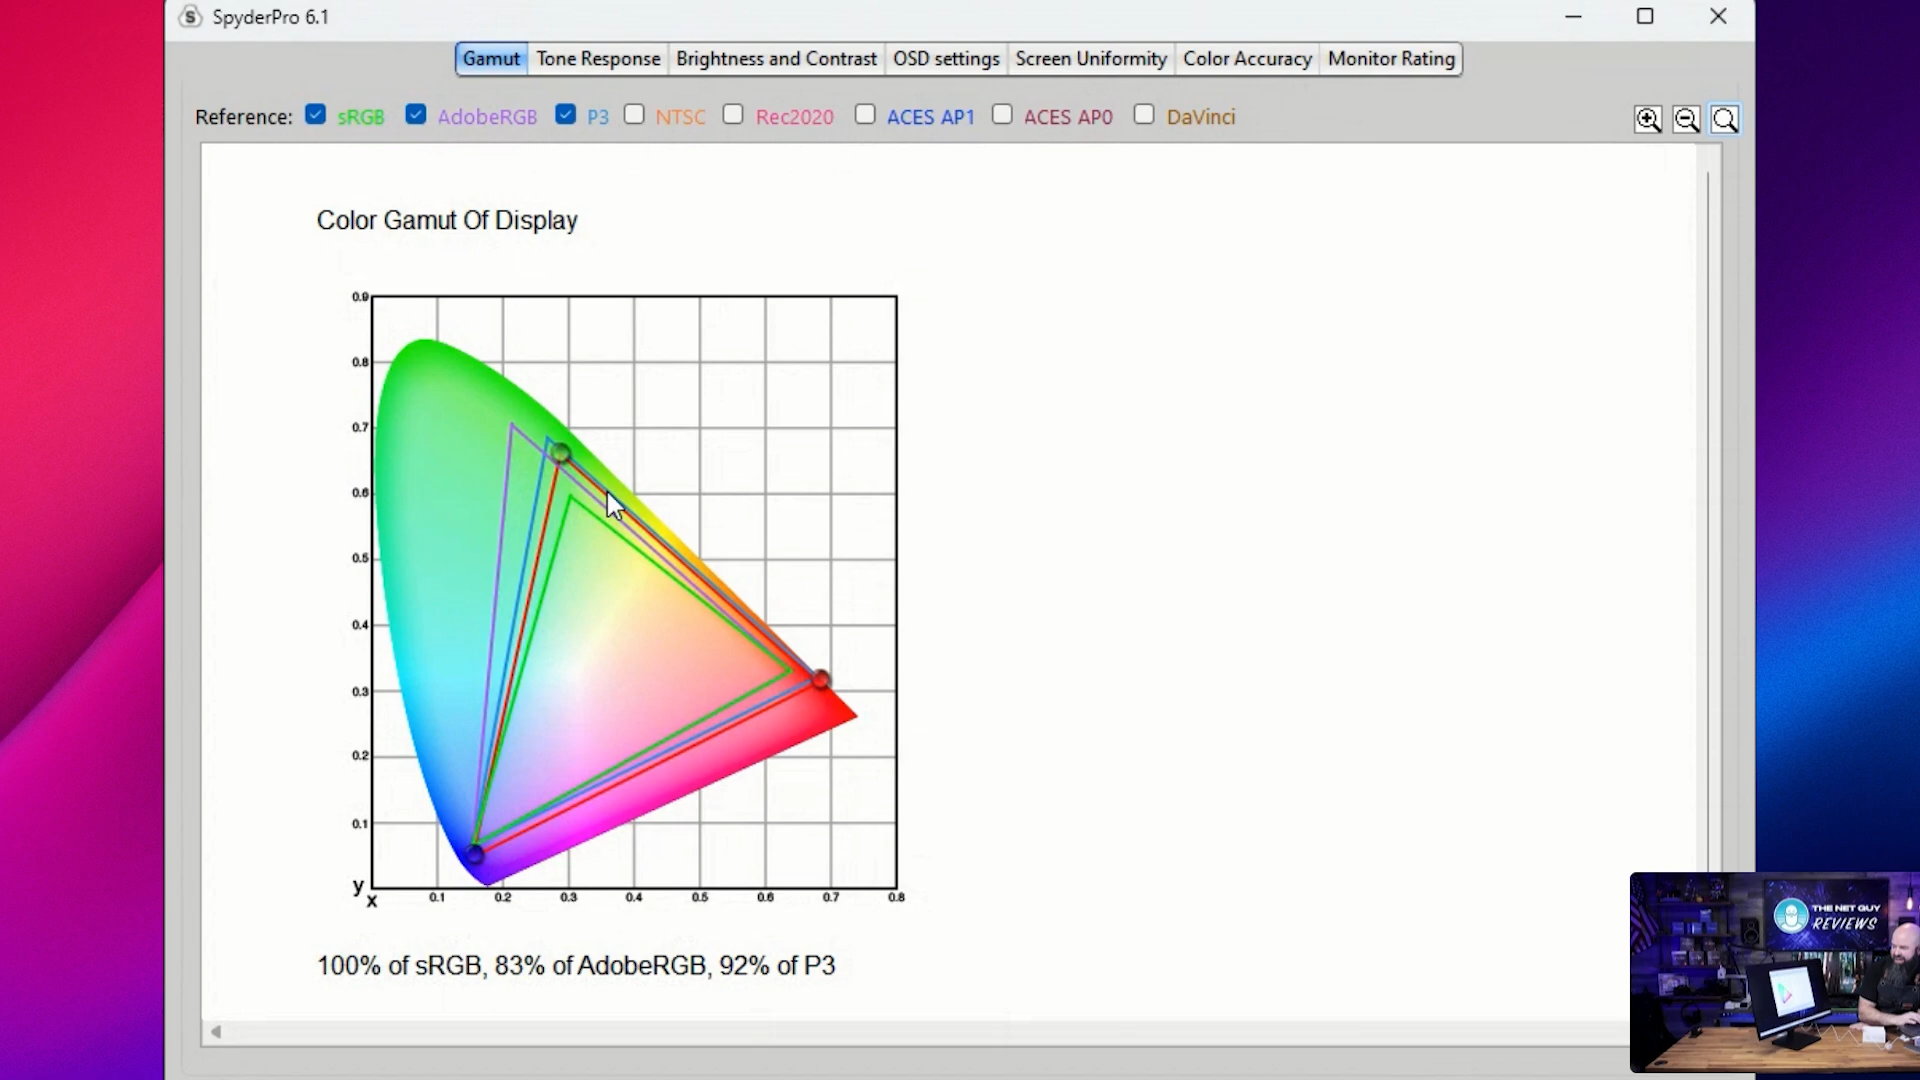 SpyderPro 6.1
Gamut Tone Response Brightness and Contrast OSD settings Screen Uniformity Color Accuracy Monitor Rating
Reference: sRGB AdobeRGB P3 NTSC Rec2020 ACES AP1 ACES AP0 DaVinci
Color Gamut Of Display
0.9
0.8
0.7
0.6
0.5
0.4
0.3
0.2
0.1
y
x 0.1 0.2 0.3 0.4 0.5 0.6 0.7 0.8
100% of sRGB, 83% of AdobeRGB, 92% of P3
THE NET GUY
REVIEWS